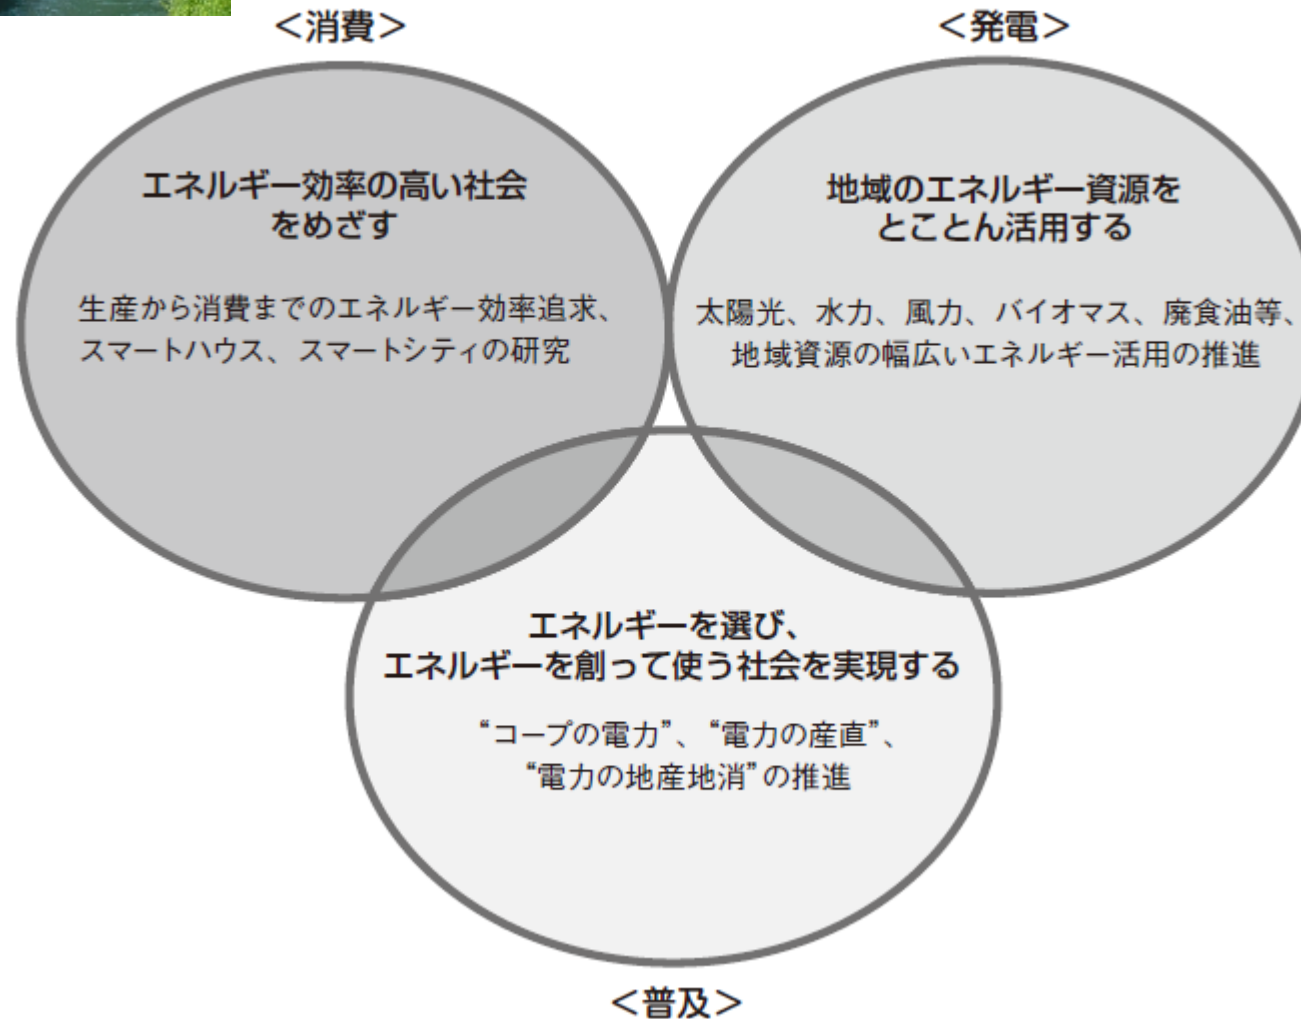 ＜消費＞
エネルギー効率の高い社会
をめざす
生産から消費までのエネルギー効率追求、
スマートハウス、スマートシティの研究
＜発電＞
地域のエネルギー資源を
とことん活用する
太陽光、水力、風力、バイオマス、廃食油等、
地域資源の幅広いエネルギー活用の推進
エネルギーを選び、
エネルギーを創って使う社会を実現する
“コープの電力”、“電力の産直”、
“電力の地産地消”の推進
＜普及＞